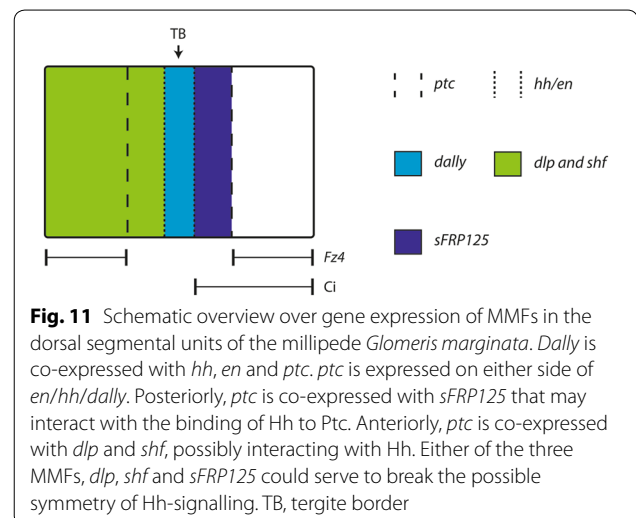 TB
ptc
hh/en
dally
dlp and shf
sFRP125
Fz4
Ci
Fig. 11 Schematic overview over gene expression of MMFs in the
dorsal segmental units of the millipede Glomeris marginata. Dally is
co-expressed with hh, en and ptc. ptc is expressed on either side of
en/hh/dally. Posteriorly, ptc is co-expressed with sFRP125 that may
interact with the binding of Hh to Ptc. Anteriorly, ptc is co-expressed
with dlp and shf, possibly interacting with Hh. Either of the three
MMFs, dlp, shf and sFRP125 could serve to break the possible
symmetry of Hh-signalling. TB, tergite border